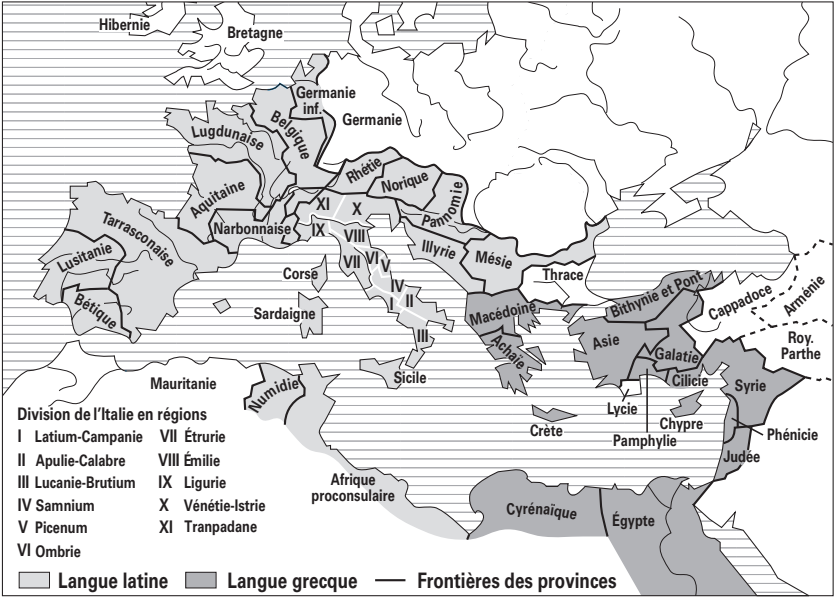 Hibernie
Bretagne
Germanie
inf.
Germanie
Belgique
Lugdunaise
Rhétie
Norique
Aquitaine
Pannomie
XI
X
Narbonnaise
IX
VIII
Tarrasconaise
Illyrie
Mésie
Lusitanie
VII
VI
V
Corse
Thrace
Bithynie et Pont
Cappadoce
Arménie
IV
II
I
Bétique
Sardaigne
Macédoine
III
Asie
Roy.
Parthe
Achaïe
Galatie
Mauritanie
Sicile
Cilicie
Syrie
Numidie
Lycie
Chypre
Crète
Pamphylie
Phénicie
Judée
Afrique
proconsulaire
Cyrénaïque
Égypte
Division de l'Italie en régions
I Latium-Campanie
II Apulie-Calabre
III Lucanie-Brutium
IV Samnium
V Picenum
VI Ombrie
VII Étrurie
VIII Émilie
IX Ligurie
X Vénétie-Istrie
XI Tranpadane
Langue latine
Langue grecque
Frontières des provinces